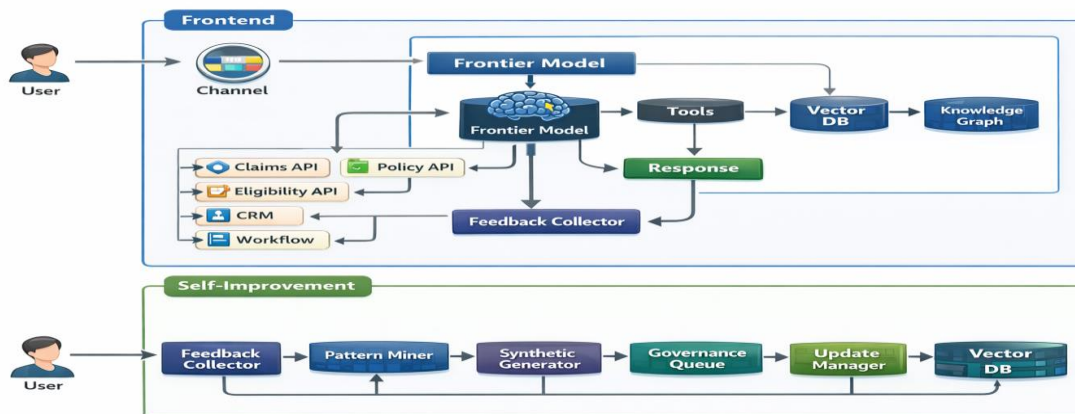 Frontend
User
Channel
Frontier Model
Frontier Model
Tools
Vector
DB
Knowledge
Graph
Claims API
Policy API
Response
Eligibility API
CRM
Feedback Collector
Workflow
Self-Improvement
User
Feedback
Collector
Pattern Miner
Synthetic
Generator
Governance
Queue
Update
Manager
Vector
DB